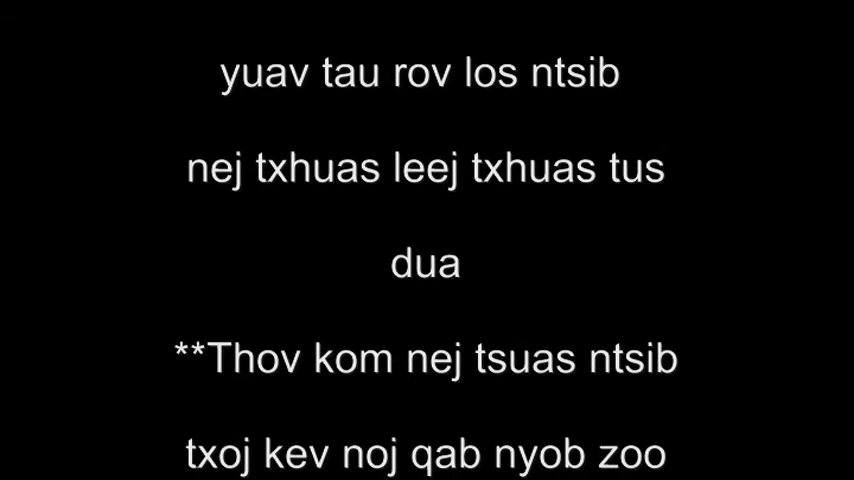 yuav tau rov los ntsib
nej txhuas leej txhuas tus
dua
**Thov kom nej tsuas ntsib
txoj kev noj qab nyob zoo